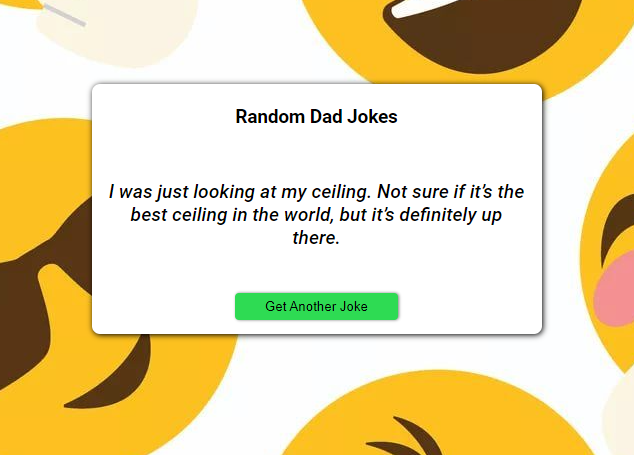 Random Dad Jokes
I was just looking at my ceiling. Not sure if it’s the
best ceiling in the world, but it’s definitely up
there.
Get Another Joke